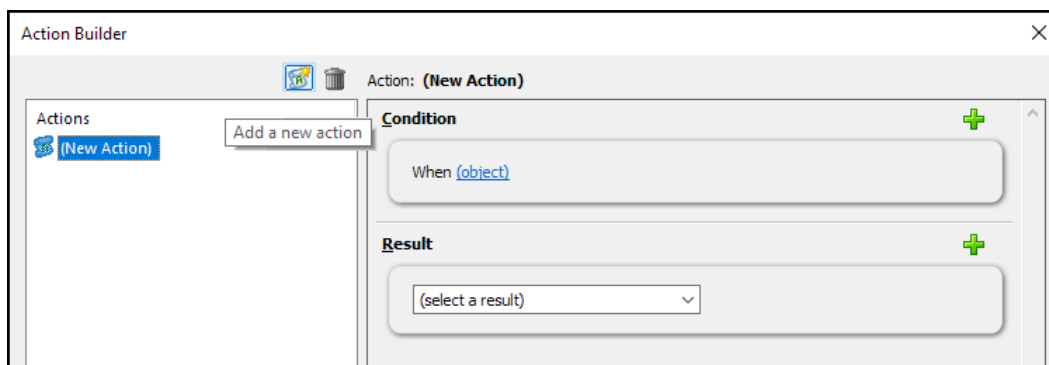 Action Builder
Action: (New Action)
Actions
Add a new action
(New Action)
Condition
When (object)
Result
(select a result)